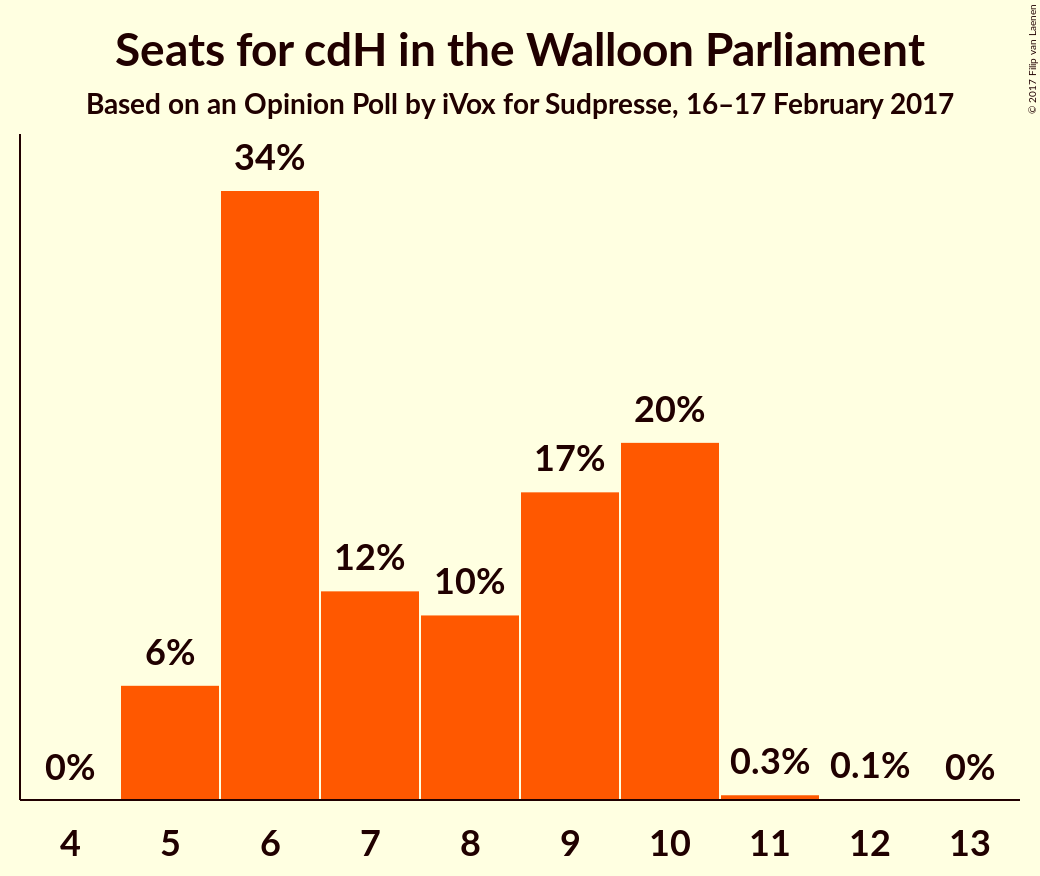 Seats for cdH in the Walloon Parliament
Based on an Opinion Poll by iVox for Sudpresse, 16–17 February 2017
© 2017 Filip van Laenen
34%
20%
17%
12%
10%
6%
0%
0.3%
0.1%
0%
4 5 6 7 8 9 10 11 12 13